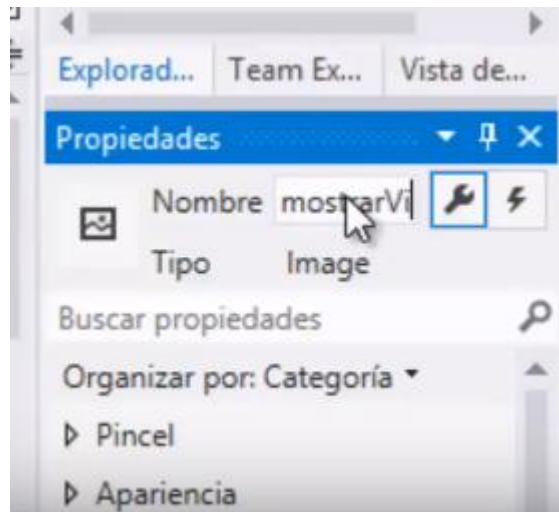 Explorad... Team Ex... Vista de...
Propiedades
Nombre mostrarVi
Tipo Image
Buscar propiedades
Organizar por: Categoría
Pincel
Apariencia